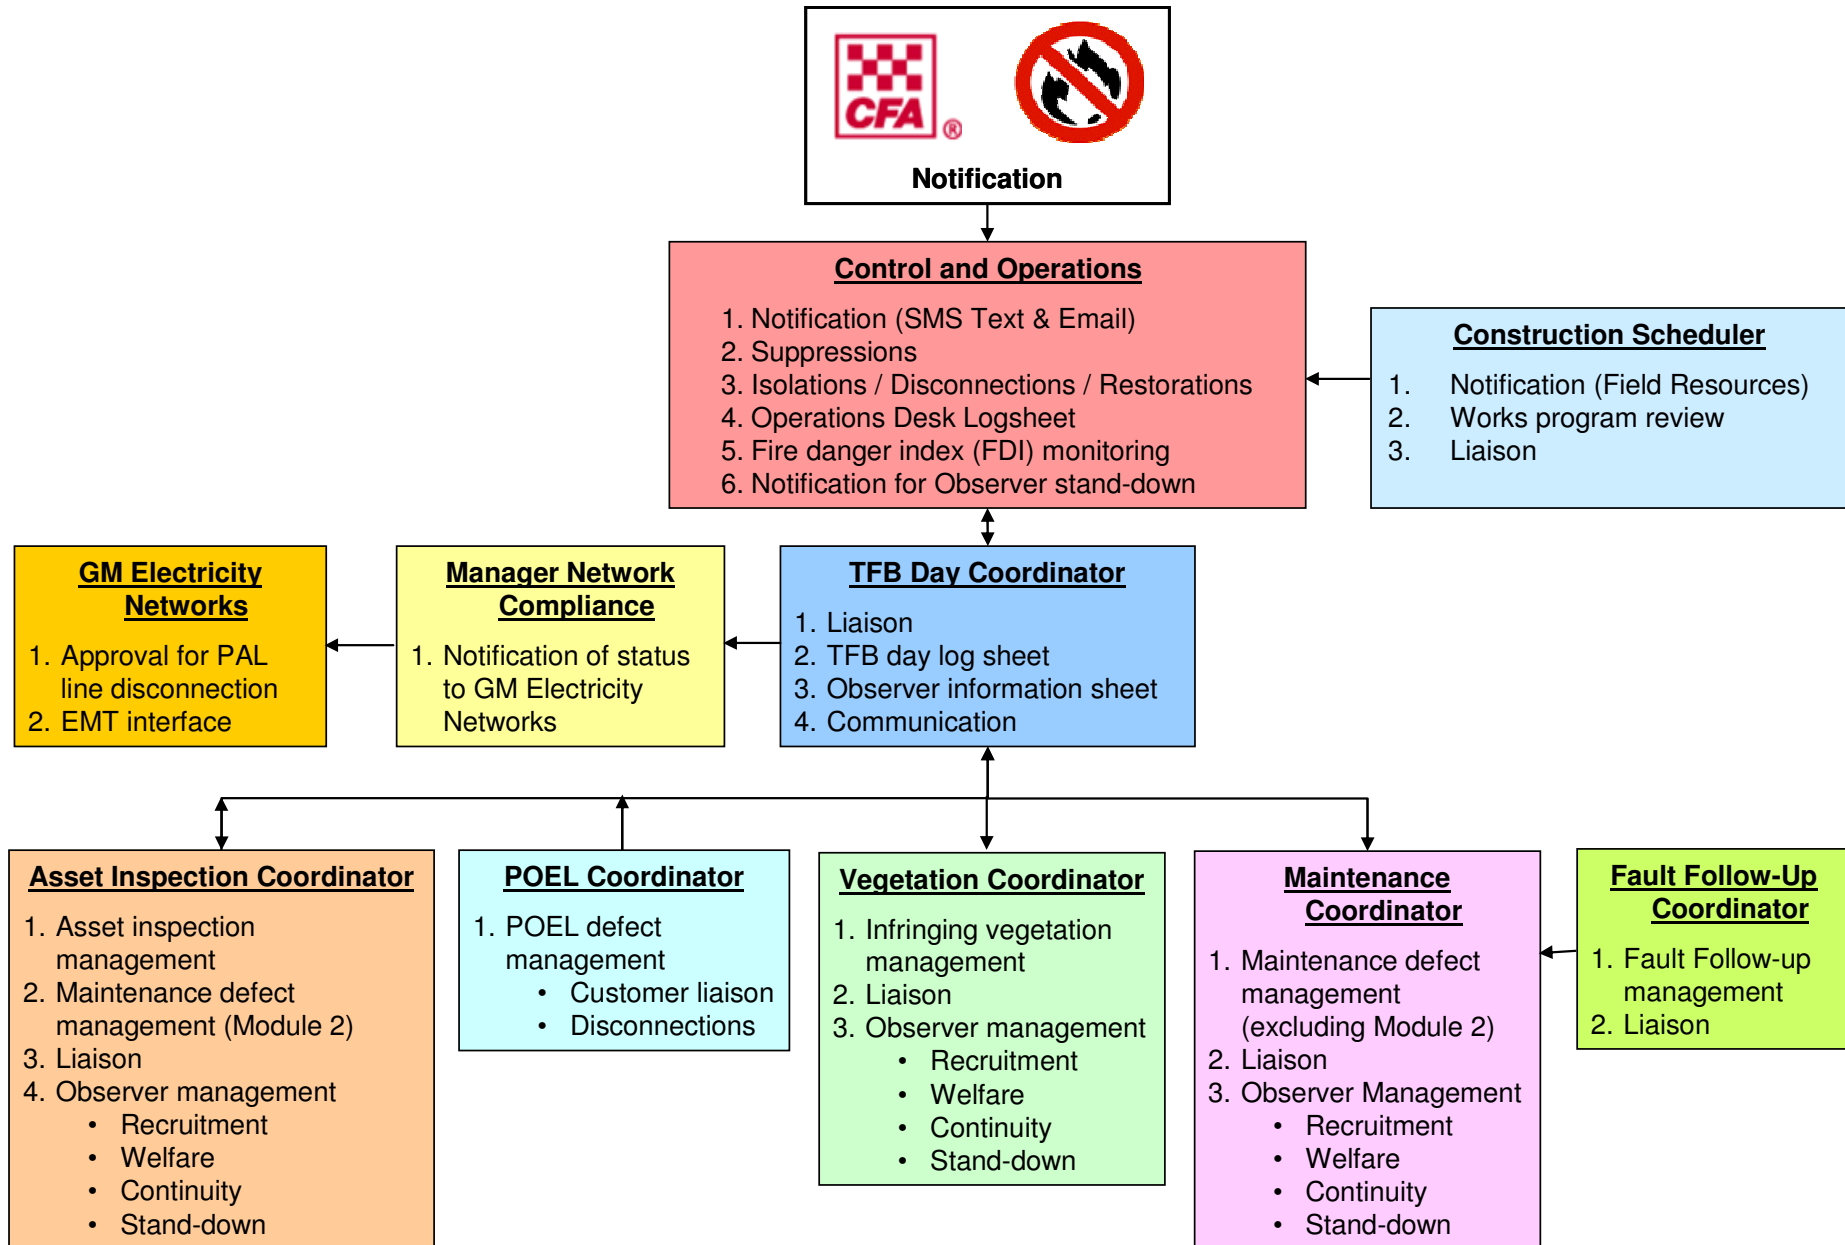 CFA ®
Notification
Control and Operations
1. Notification (SMS Text & Email)
2. Suppressions
3. Isolations / Disconnections / Restorations
4. Operations Desk Logsheet
5. Fire danger index (FDI) monitoring
6. Notification for Observer stand-down
Construction Scheduler
1. Notification (Field Resources)
2. Works program review
3. Liaison
GM Electricity
Networks
1. Approval for PAL
line disconnection
2. EMT interface
Manager Network
Compliance
1. Notification of status
to GM Electricity
Networks
TFB Day Coordinator
1. Liaison
2. TFB day log sheet
3. Observer information sheet
4. Communication
Asset Inspection Coordinator
1. Asset inspection
management
2. Maintenance defect
management (Module 2)
3. Liaison
4. Observer management
• Recruitment
• Welfare
• Continuity
• Stand-down
POEL Coordinator
1. POEL defect
management
• Customer liaison
• Disconnections
Vegetation Coordinator
1. Infringing vegetation
management
2. Liaison
3. Observer management
• Recruitment
• Welfare
• Continuity
• Stand-down
Maintenance
Coordinator
1. Maintenance defect
management
(excluding Module 2)
2. Liaison
3. Observer Management
• Recruitment
• Welfare
• Continuity
• Stand-down
Fault Follow-Up
Coordinator
1. Fault Follow-up
management
2. Liaison